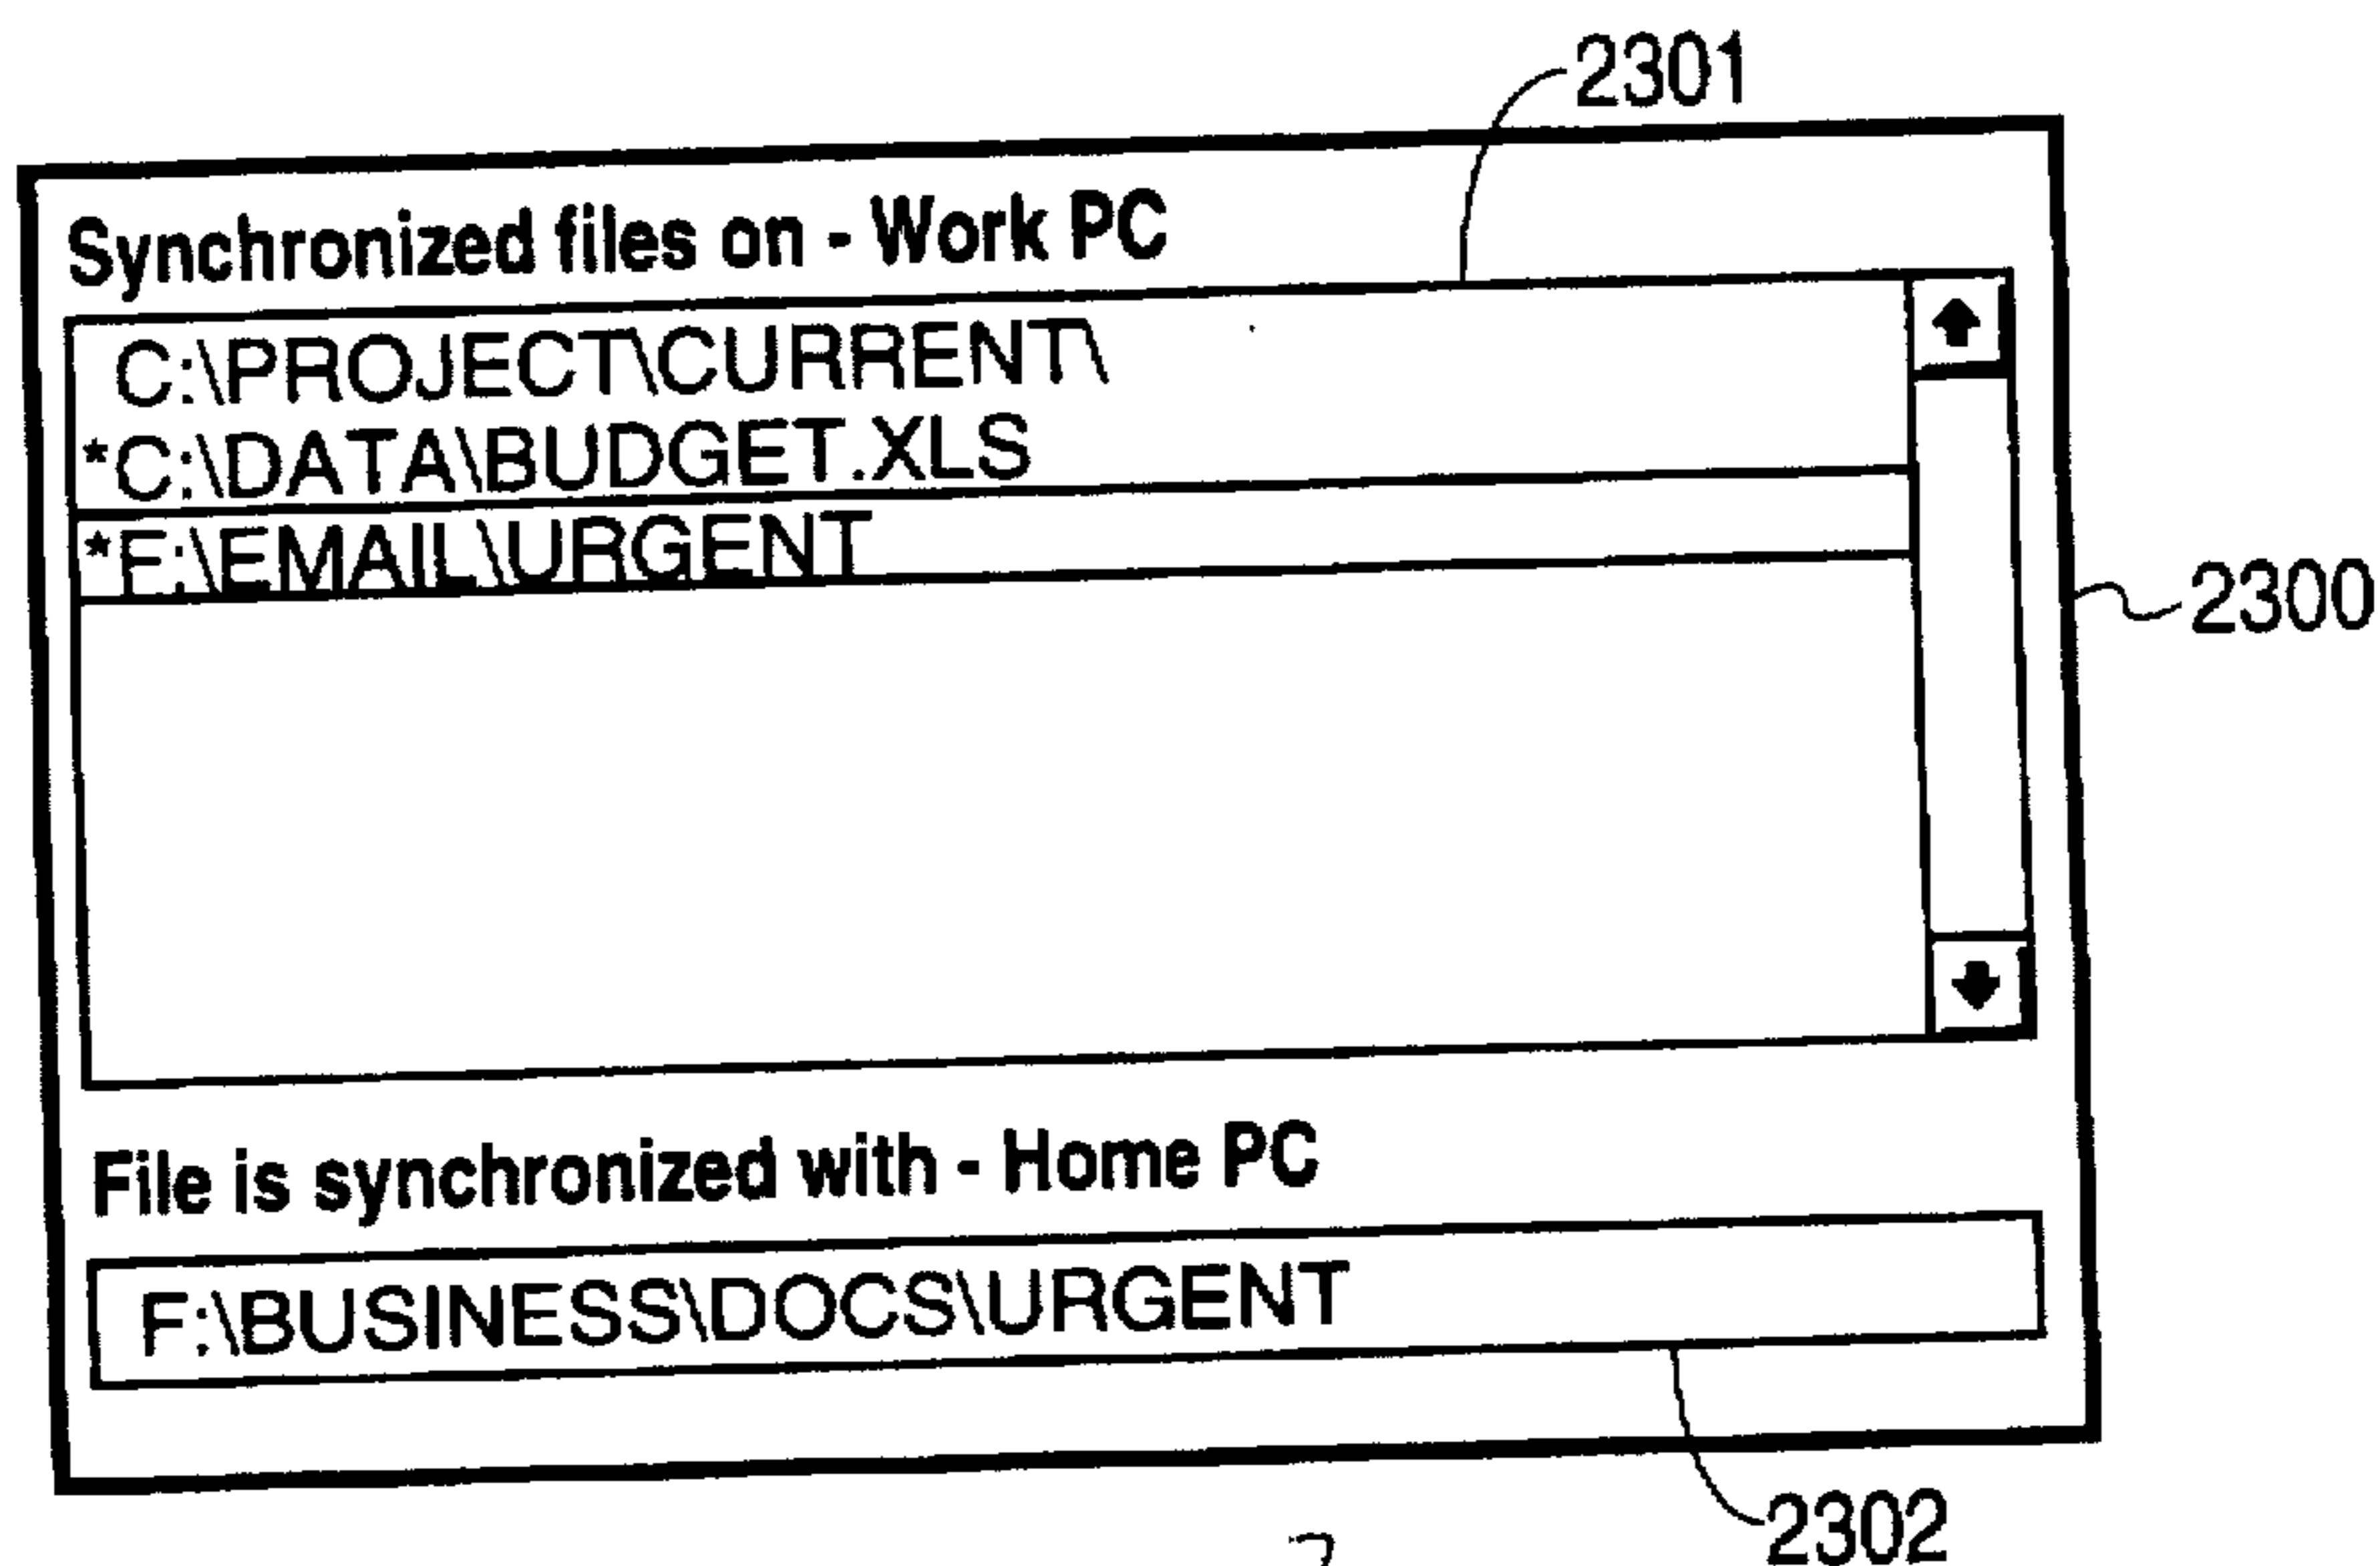 2301
Synchronized files on - Work PC
C:\PROJECT\CURRENT\
*C:\DATA\BUDGET.XLS
*F:\EMAIL\URGENT
2300
File is synchronized with - Home PC
F:\BUSINESS\DOCS\URGENT
2302